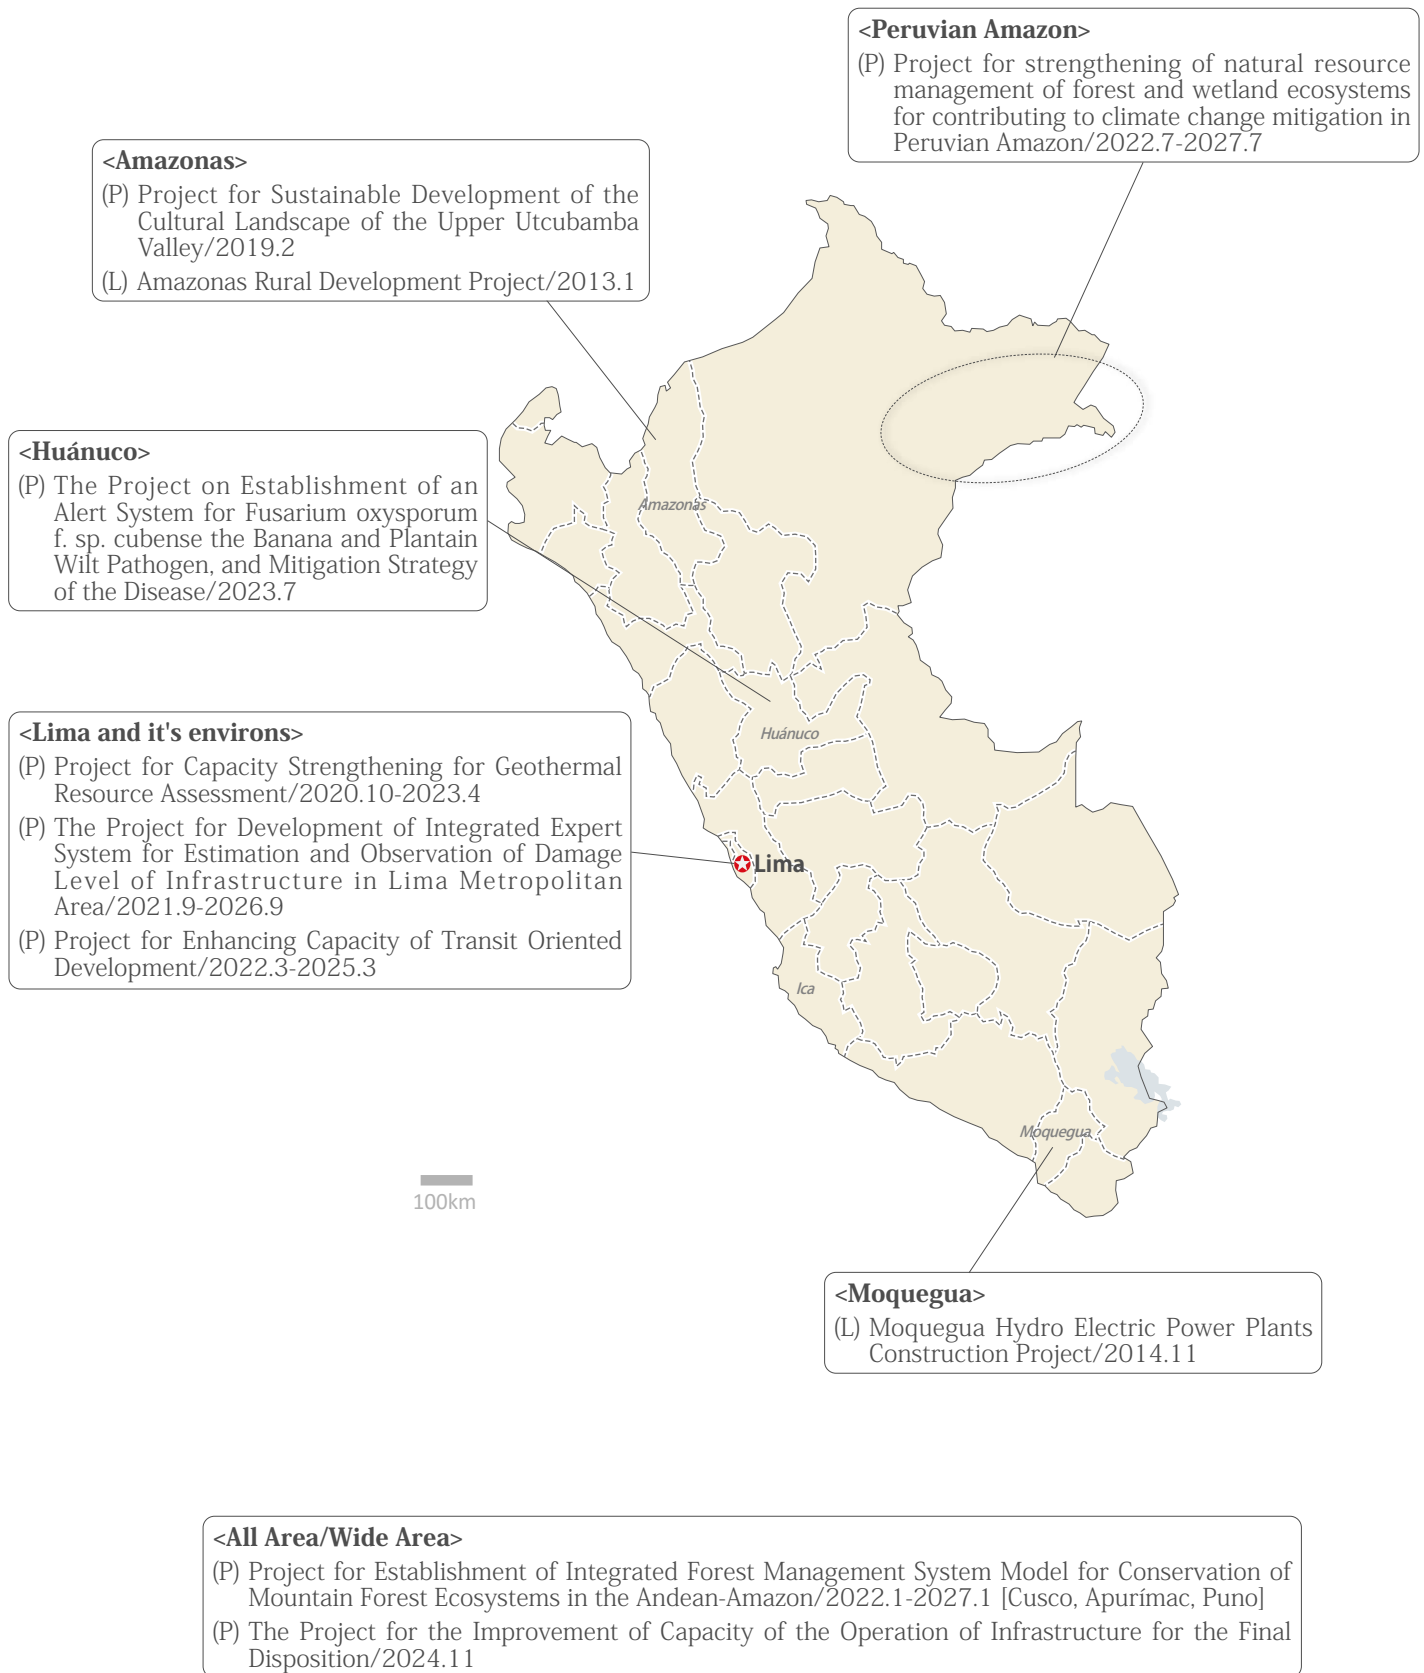 <Peruvian Amazon>
(P) Project for strengthening of natural resource
management of forest and wetland ecosystems
for contributing to climate change mitigation in
Peruvian Amazon/2022.7-2027.7
<Amazonas>
(P) Project for Sustainable Development of the
Cultural Landscape of the Upper Utcubamba
Valley/2019.2
(L) Amazonas Rural Development Project/2013.1
<Huánuco>
(P) The Project on Establishment of an
Alert System for Fusarium oxysporum
f. sp. cubense the Banana and Plantain
Wilt Pathogen, and Mitigation Strategy
of the Disease/2023.7
Amazonas
Huánuco
<Lima and it's environs>
(P) Project for Capacity Strengthening for Geothermal
Resource Assessment/2020.10-2023.4
(P) The Project for Development of Integrated Expert
System for Estimation and Observation of Damage
Level of Infrastructure in Lima Metropolitan
Area/2021.9-2026.9
(P) Project for Enhancing Capacity of Transit Oriented
Development/2022.3-2025.3
Lima
Ica
Moquegua
100km
<Moquegua>
(L) Moquegua Hydro Electric Power Plants
Construction Project/2014.11
<All Area/Wide Area>
(P) Project for Establishment of Integrated Forest Management System Model for Conservation of
Mountain Forest Ecosystems in the Andean-Amazon/2022.1-2027.1 [Cusco, Apurímac, Puno]
(P) The Project for the Improvement of Capacity of the Operation of Infrastructure for the Final
Disposition/2024.11